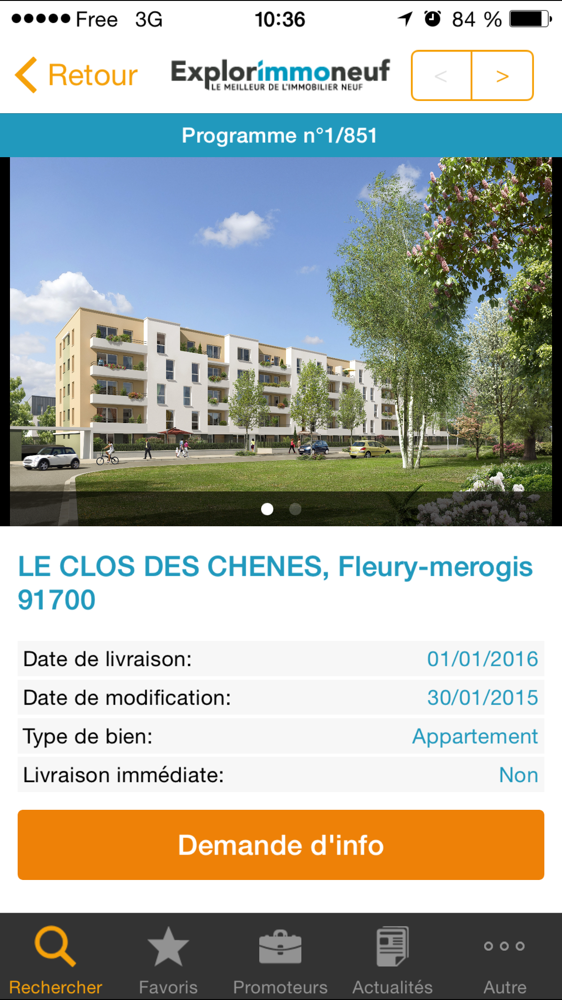 Free 3G 10:36 84 %
Retour
Explorimmoneuf
LE MEILLEUR DE L'IMMOBILIER NEUF
< >
Programme n°1/851
LE CLOS DES CHENES, Fleury-merogis
91700
Date de livraison: 01/01/2016
Date de modification: 30/01/2015
Type de bien: Appartement
Livraison immédiate: Non
Demande d'info
Rechercher Favoris Promoteurs Actualités Autre